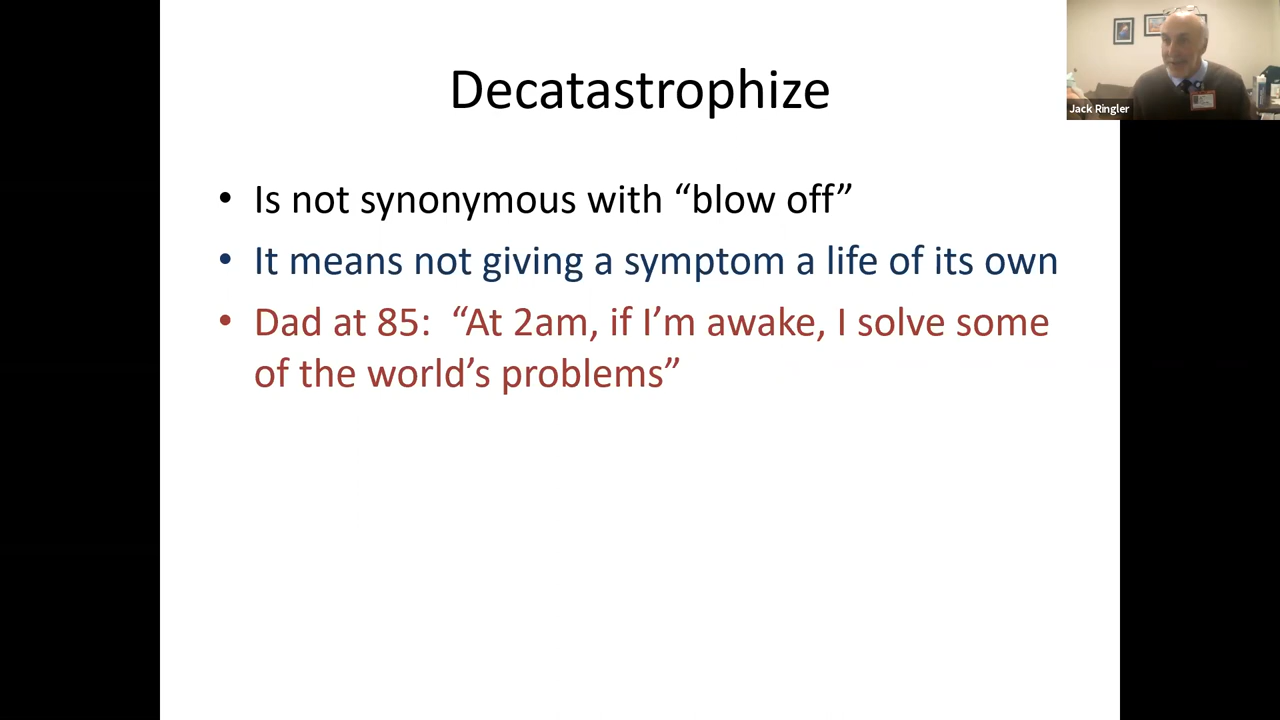 Decatastrophize
Jack Ringler
• Is not synonymous with “blow off”
• It means not giving a symptom a life of its own
• Dad at 85:  “At 2am, if I’m awake, I solve some
of the world’s problems”